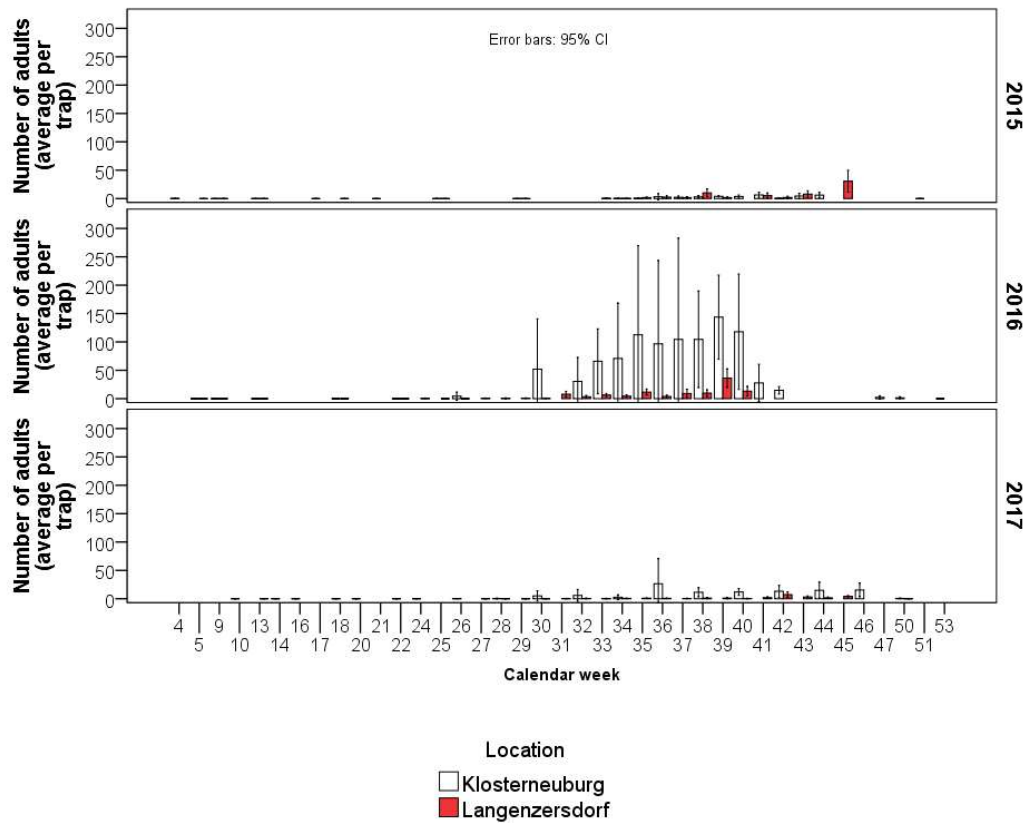 Number of adults
(average per
trap)
300
250
200
150
100
50
0
Error bars: 95% CI
2015
Number of adults
(average per
trap)
300
250
200
150
100
50
0
2016
Number of adults
(average per
trap)
300
250
200
150
100
50
0
2017
4 9 13 16 18 21 24 26 28 30 32 34 36 38 40 42 44 46 50 53
5 10 14 17 20 22 25 27 29 31 33 35 37 39 41 43 45 47 51
Calendar week
Location
Klosterneuburg
Langenzersdorf